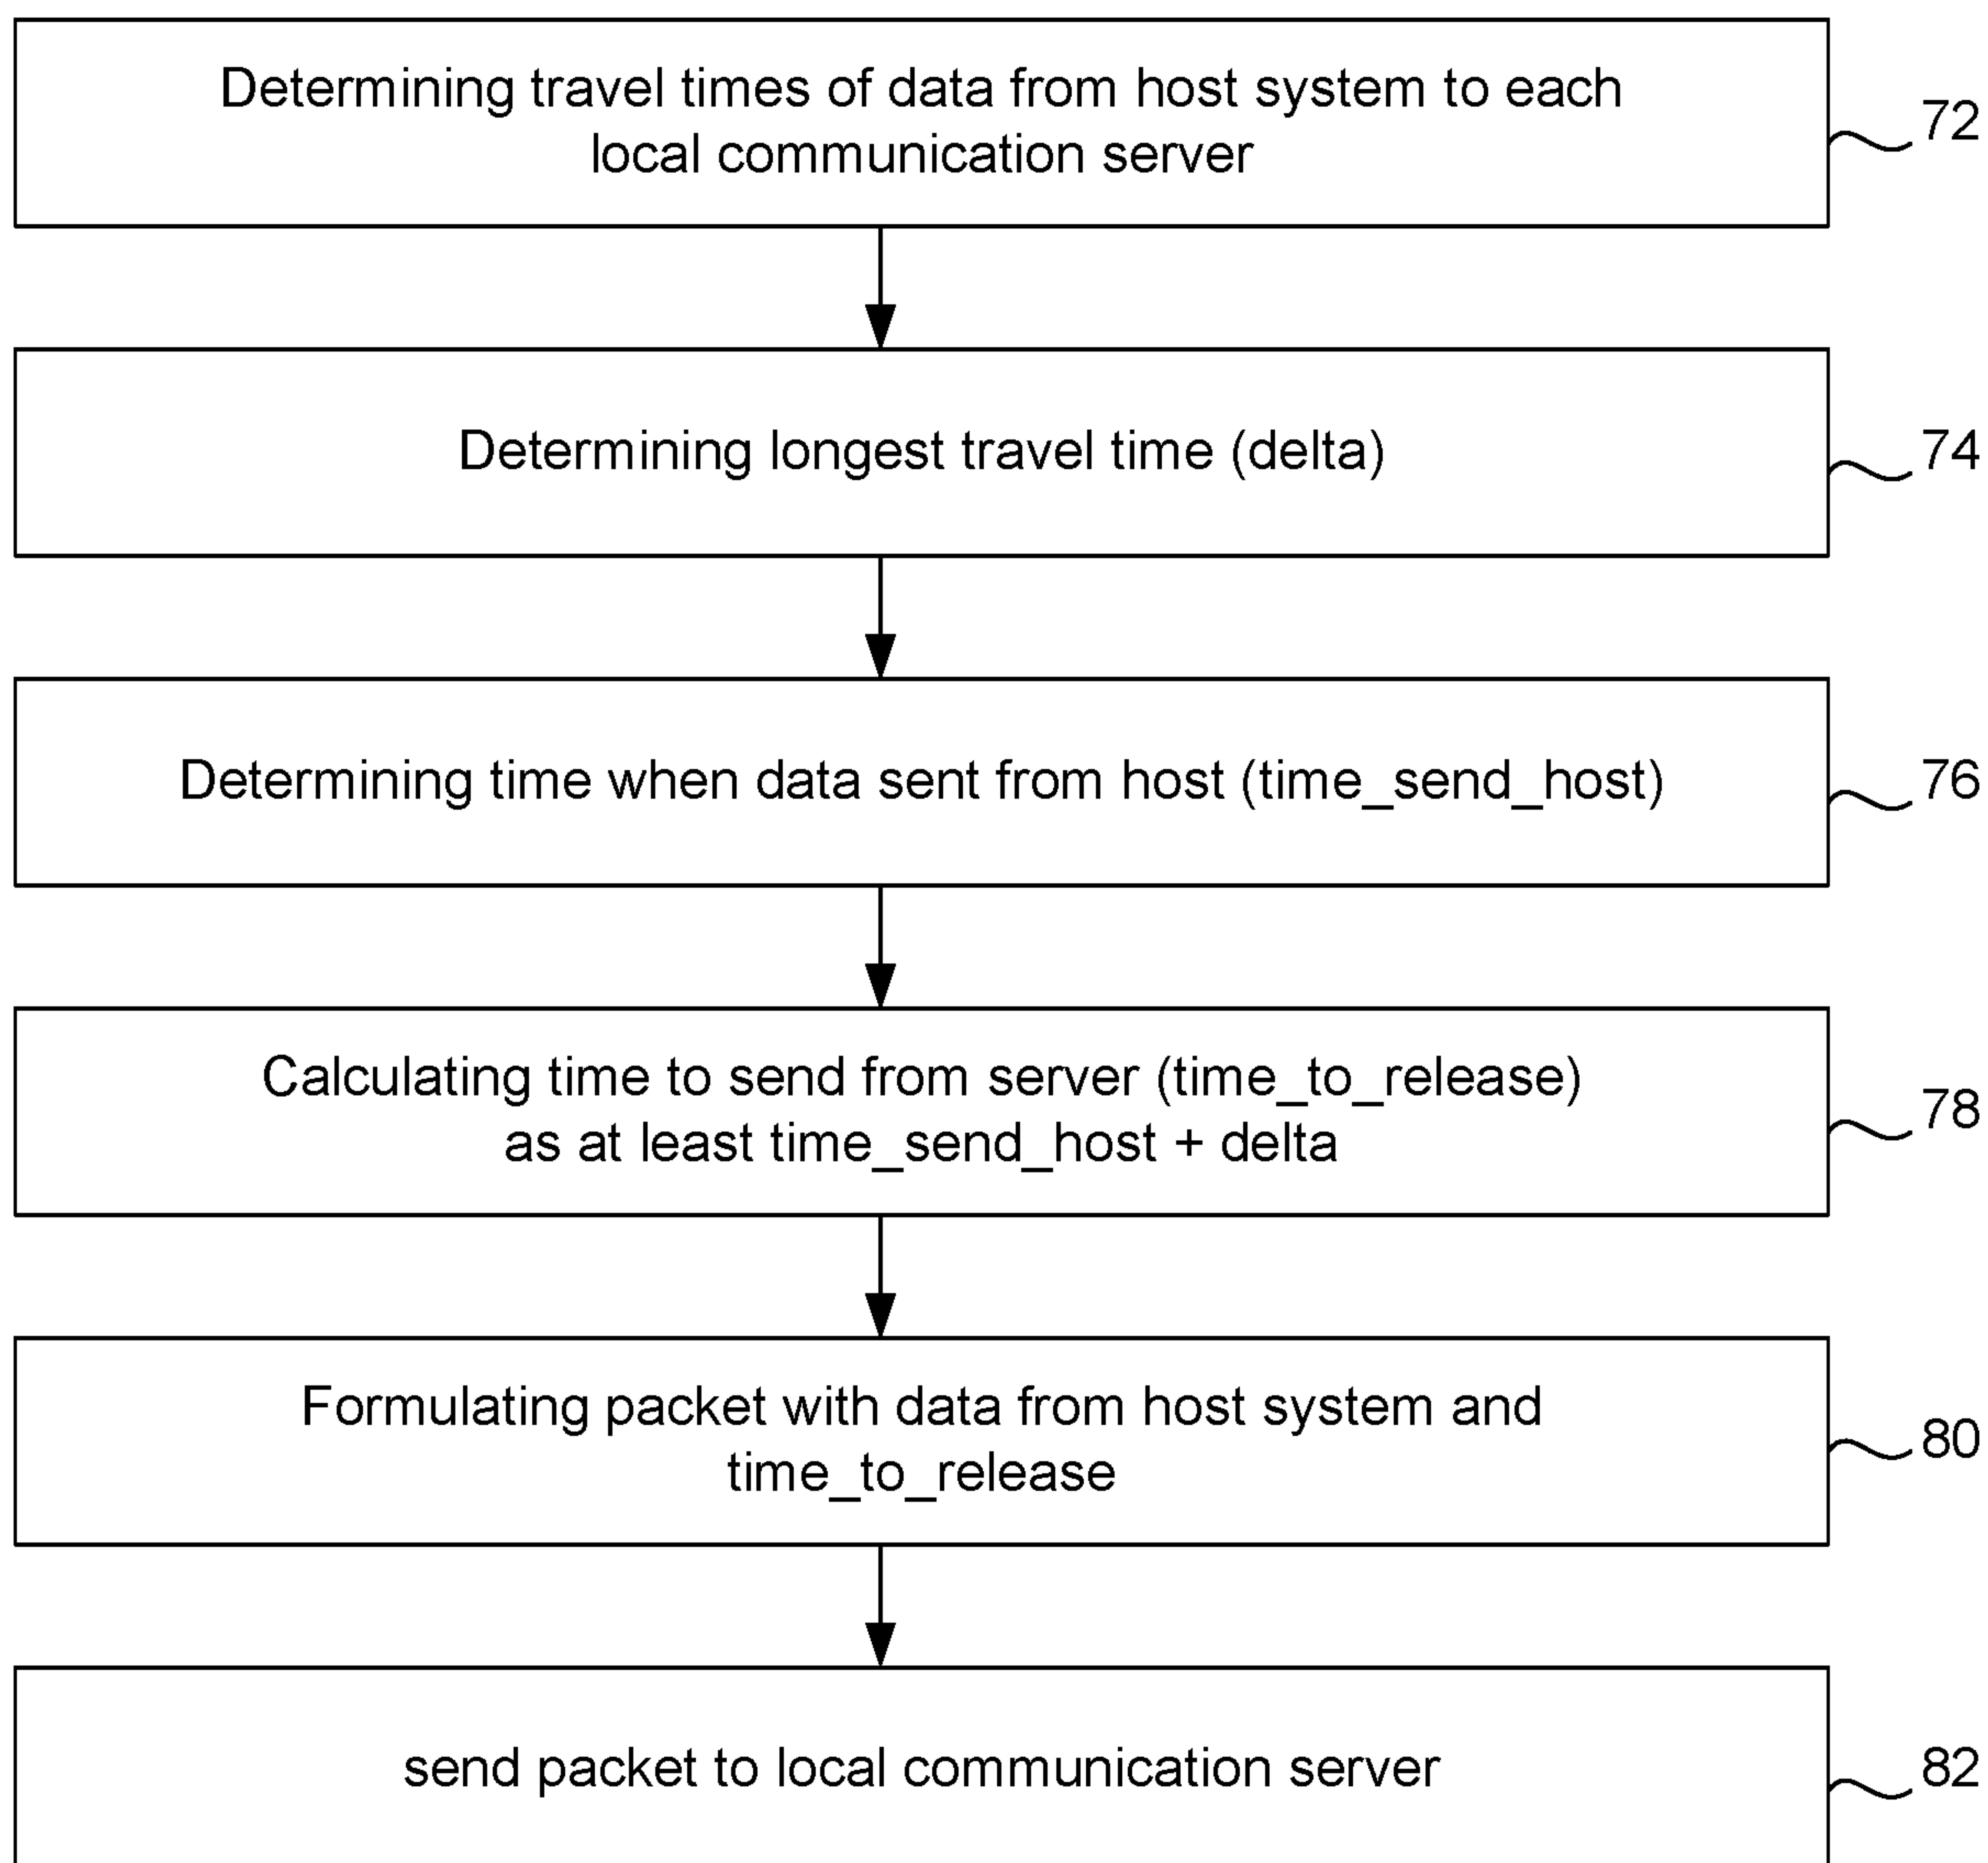 Determining travel times of data from host system to each
local communication server
72
Determining longest travel time (delta)
74
Determining time when data sent from host (time_send_host)
76
Calculating time to send from server (time_to_release)
as at least time_send_host + delta
78
Formulating packet with data from host system and
time_to_release
80
send packet to local communication server
82